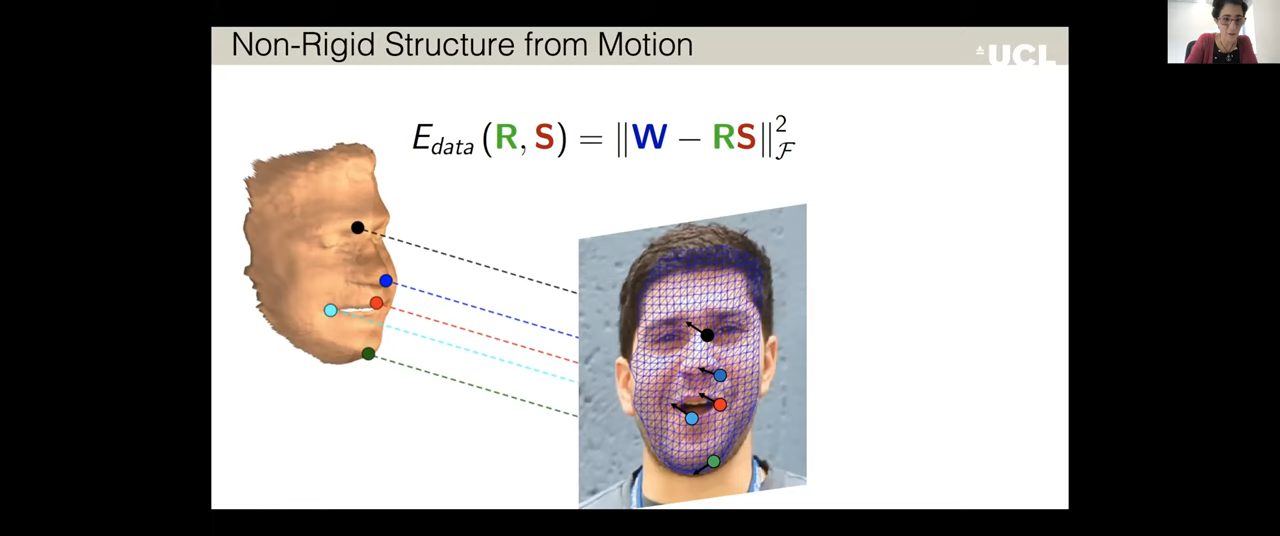 Non-Rigid Structure from Motion
UCL
E_data (R, S) = ‖W − RS‖²_ℱ